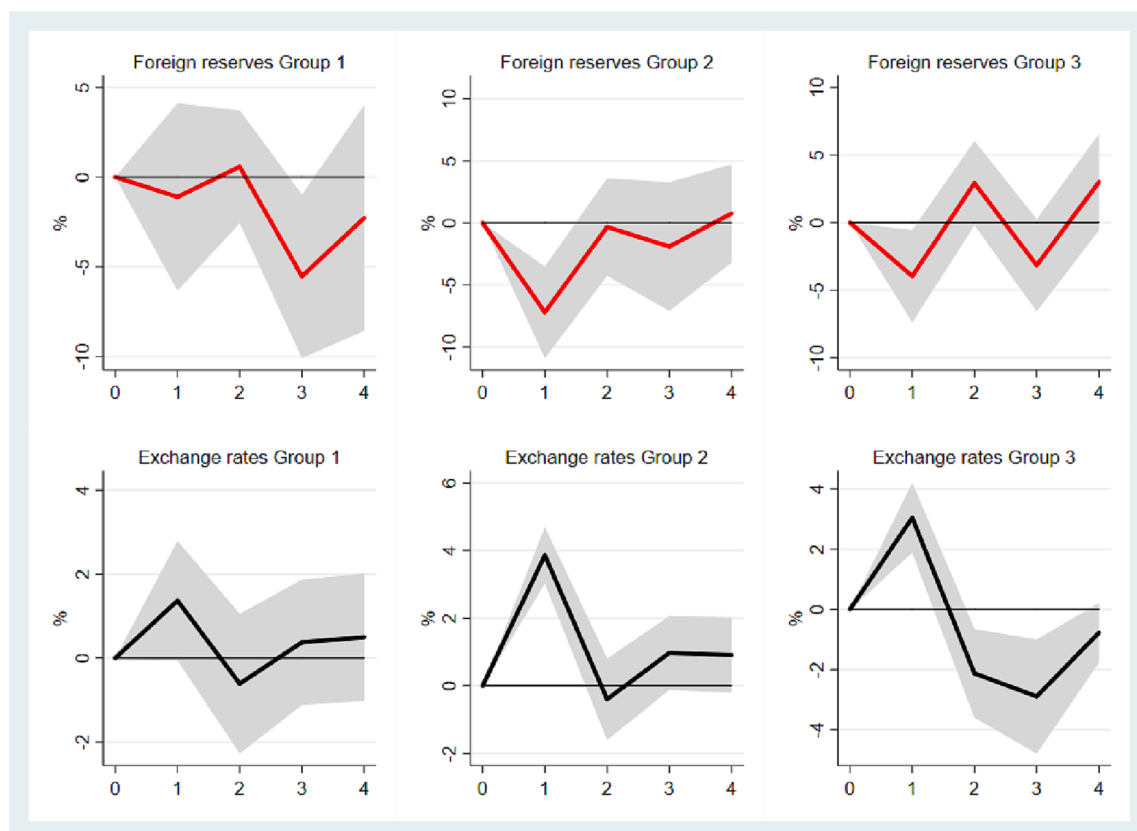 Foreign reserves Group 1
5
0
-5
-10
%
0 1 2 3 4
Foreign reserves Group 2
10
5
0
-5
-10
%
0 1 2 3 4
Foreign reserves Group 3
10
5
0
-5
-10
%
0 1 2 3 4
Exchange rates Group 1
4
2
0
-2
%
0 1 2 3 4
Exchange rates Group 2
6
4
2
0
-2
%
0 1 2 3 4
Exchange rates Group 3
4
2
0
-2
-4
%
0 1 2 3 4